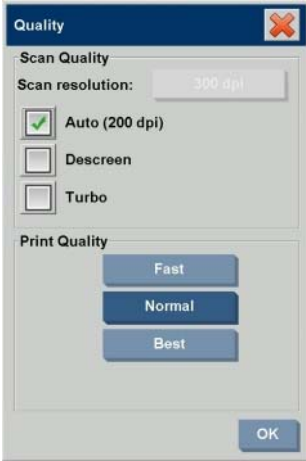 Quality
Scan Quality
Scan resolution: 300 dpi
Auto (200 dpi)
Descreen
Turbo
Print Quality
Fast
Normal
Best
OK